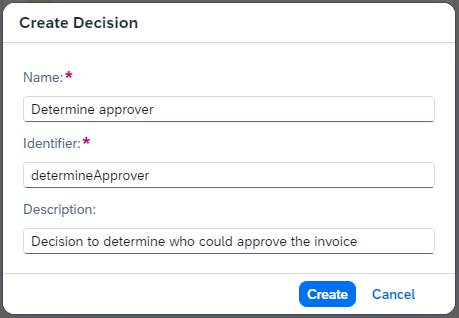 Create Decision
Name:*
Determine approver
Identifier:*
determineApprover
Description:
Decision to determine who could approve the invoice
Create Cancel